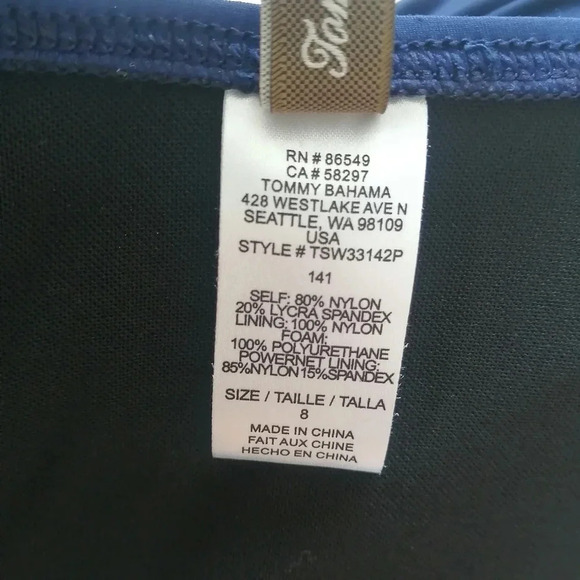 RN # 86549
CA # 58297
TOMMY BAHAMA
428 WESTLAKE AVE N
SEATTLE, WA 98109
USA
STYLE # TSW33142P
141
SELF: 80% NYLON
20% LYCRA SPANDEX
LINING: 100% NYLON
FOAM:
100% POLYURETHANE
POWERNET LINING:
85%NYLON15%SPANDEX
SIZE / TAILLE / TALLA
8
MADE IN CHINA
FAIT AUX CHINE
HECHO EN CHINA